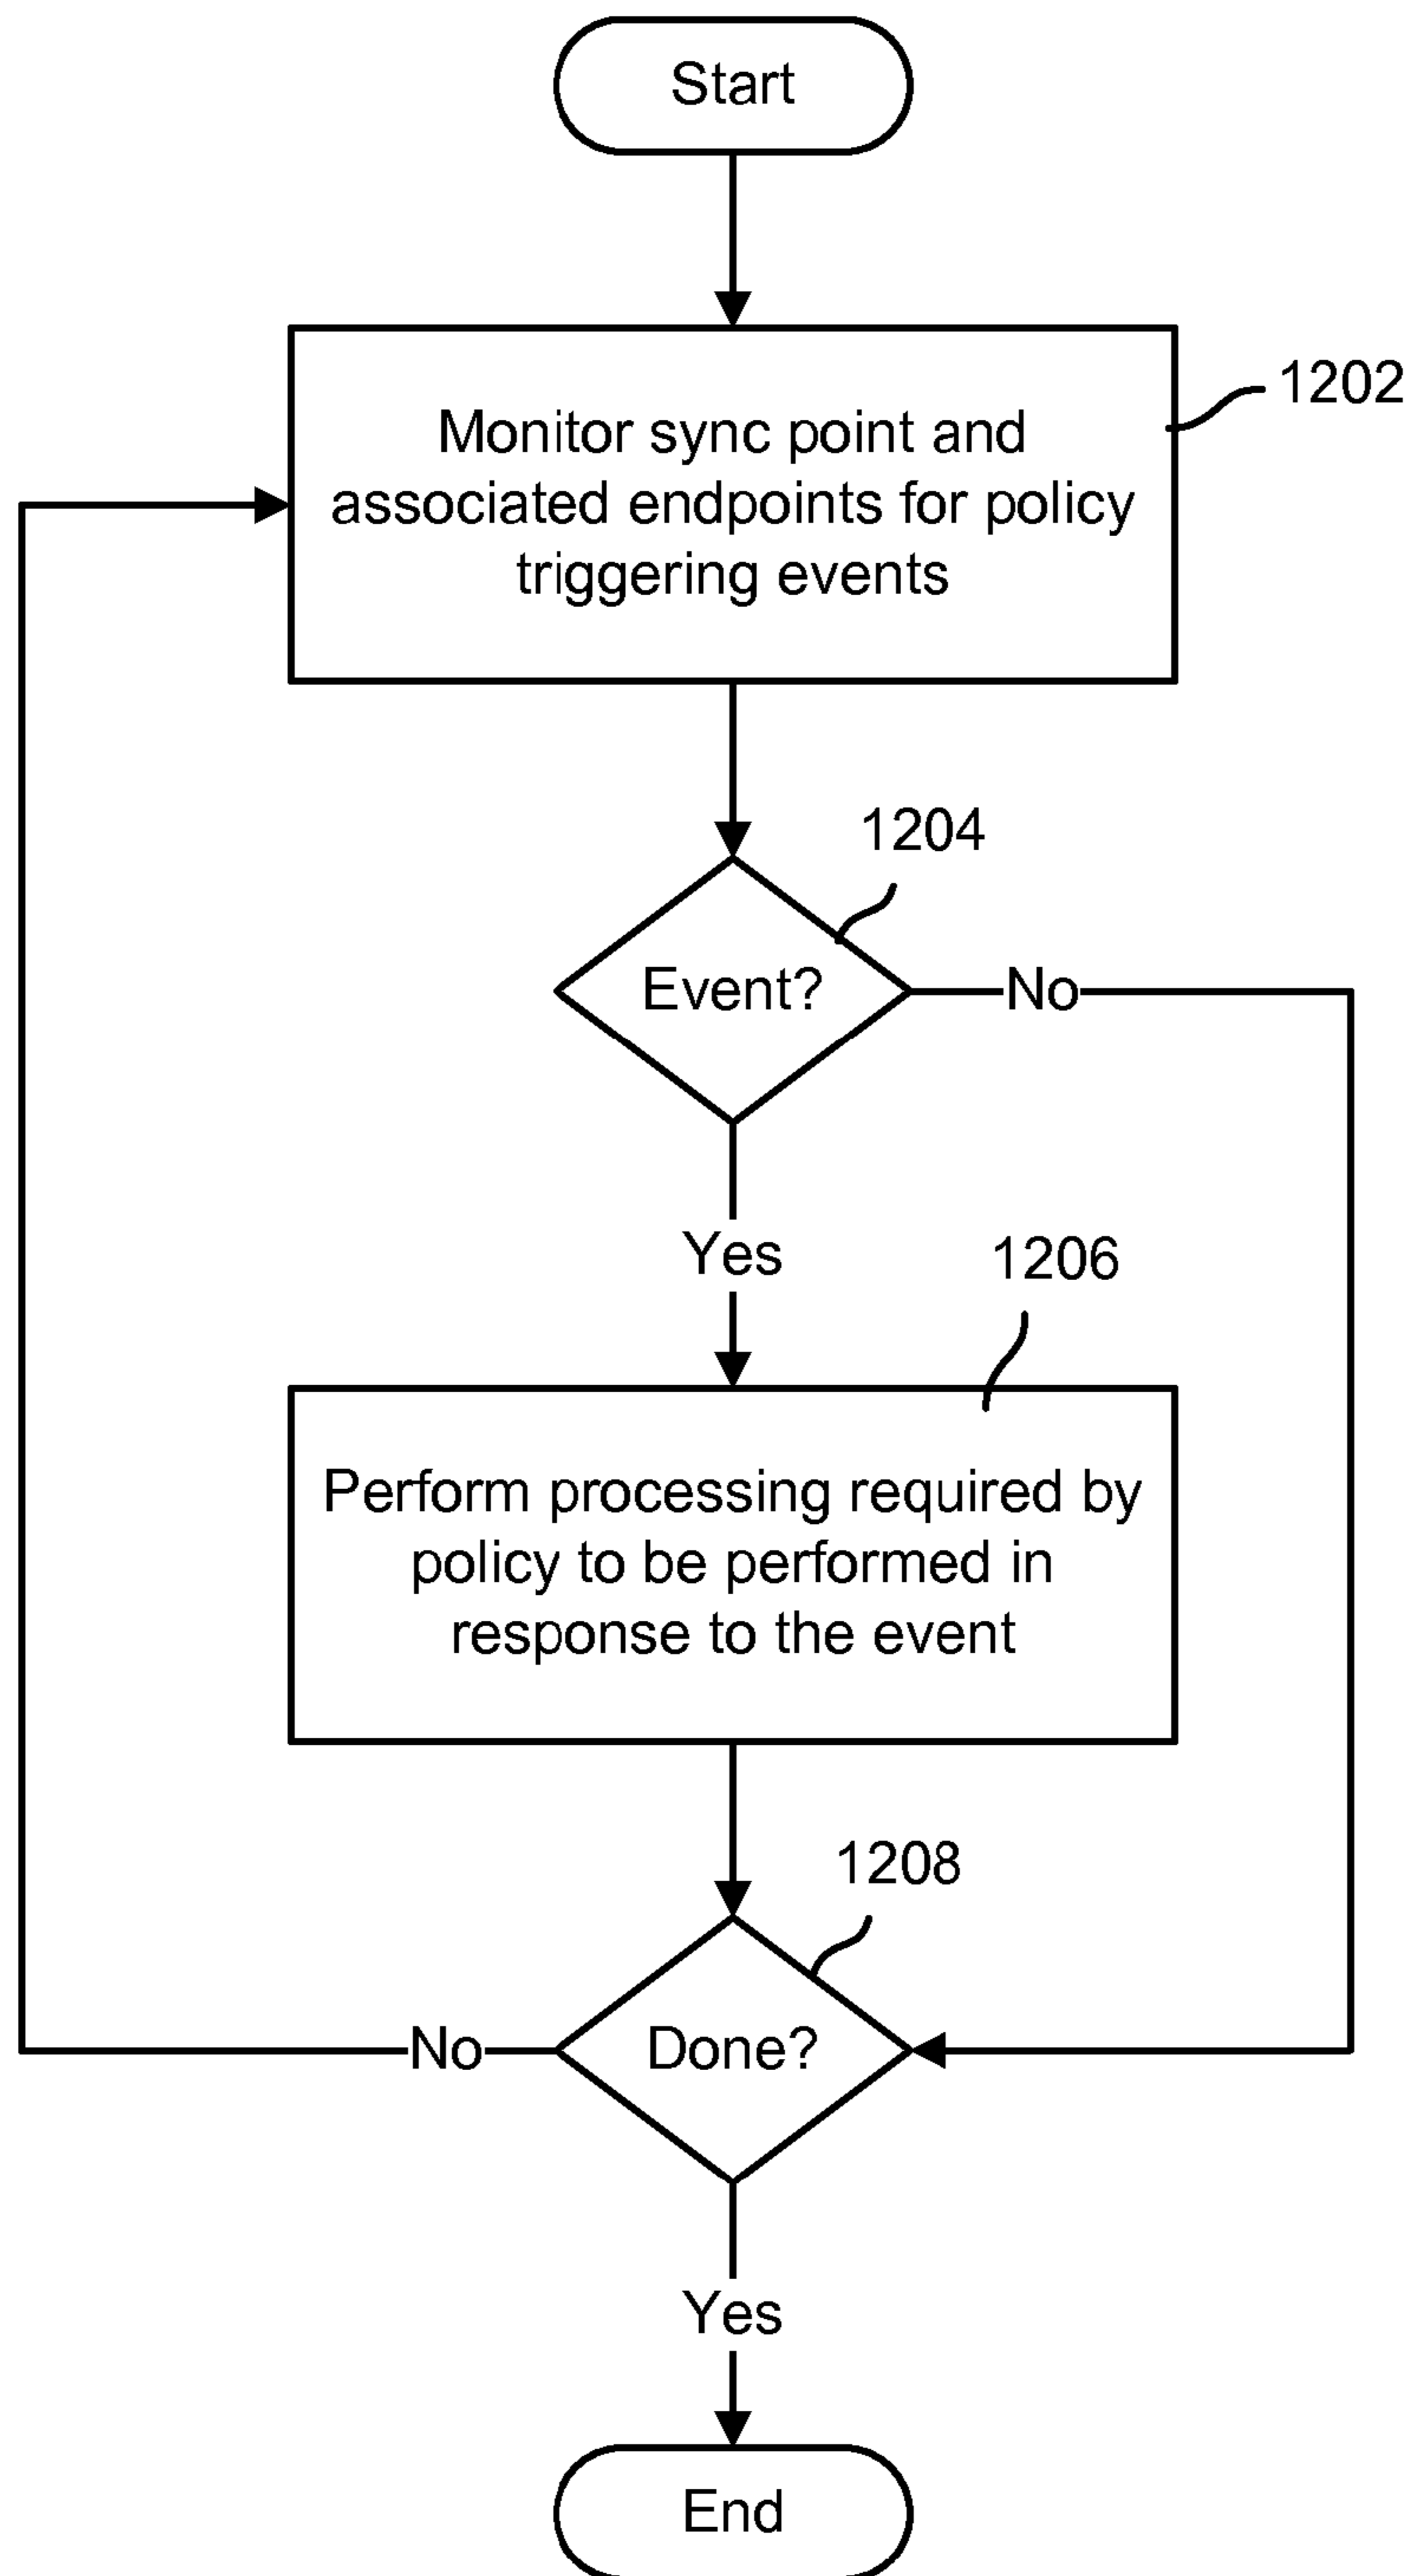 Start
1202
Monitor sync point and
associated endpoints for policy
triggering events
1204
Event?
No
Yes
1206
Perform processing required by
policy to be performed in
response to the event
1208
Done?
No
Yes
End